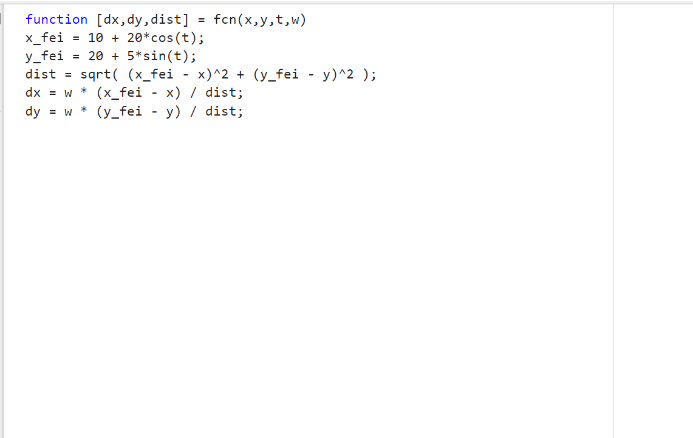 function [dx,dy,dist] = fcn(x,y,t,w)
x_fei = 10 + 20*cos(t);
y_fei = 20 + 5*sin(t);
dist = sqrt( (x_fei - x)^2 + (y_fei - y)^2 );
dx = w * (x_fei - x) / dist;
dy = w * (y_fei - y) / dist;